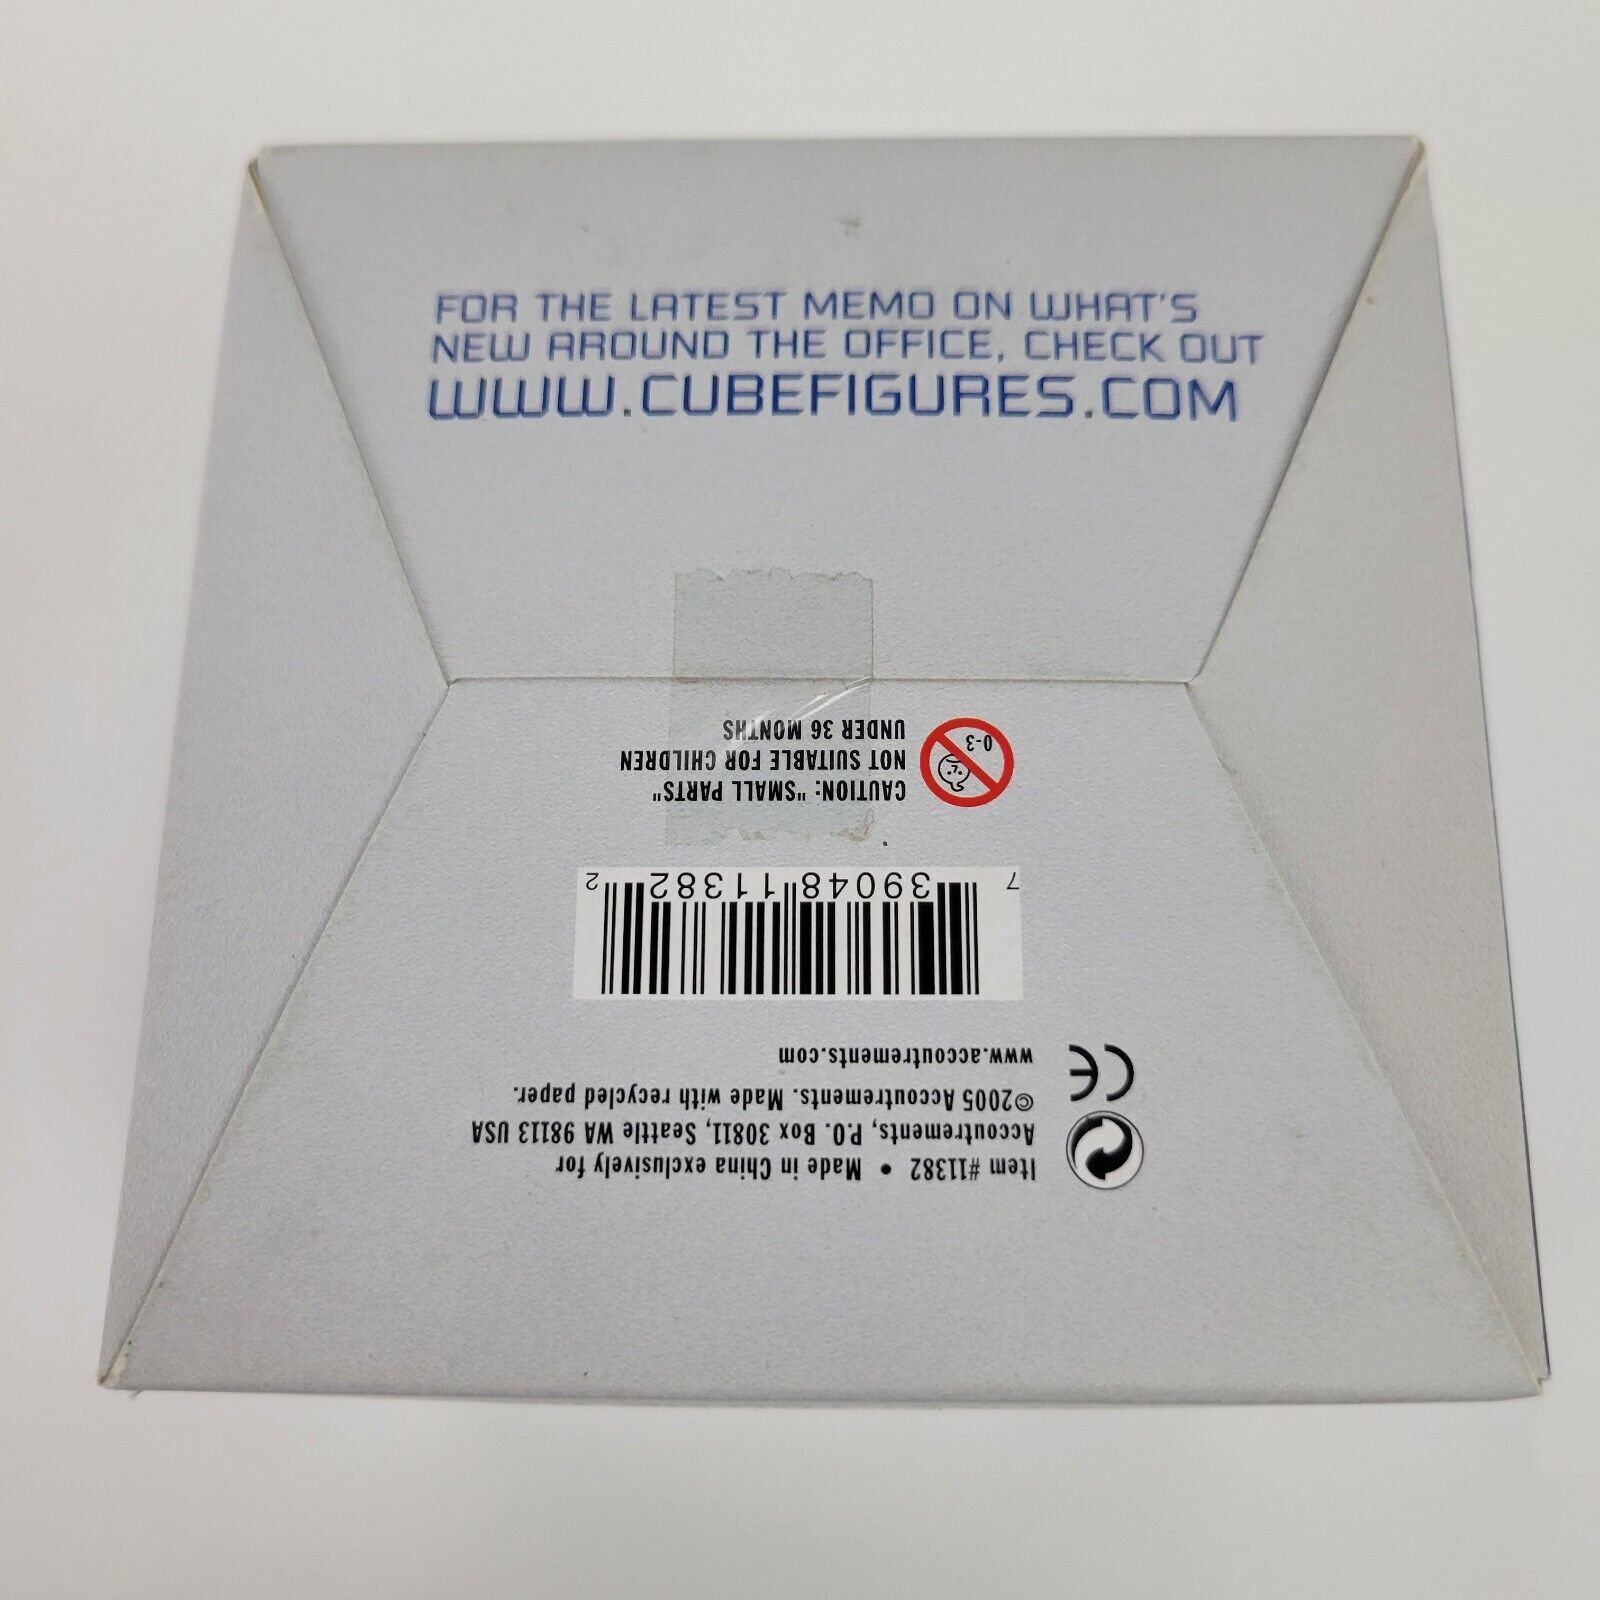 FOR THE LATEST MEMO ON WHAT'S
NEW AROUND THE OFFICE, CHECK OUT
WWW.CUBEFIGURES.COM
Item #11382 • Made in China exclusively for
Accoutrements, P.O. Box 30811, Seattle WA 98113 USA
©2005 Accoutrements. Made with recycled paper.
www.accoutrements.com
CE
7 39048 11382 2
0-3
CAUTION: "SMALL PARTS"
NOT SUITABLE FOR CHILDREN
UNDER 36 MONTHS